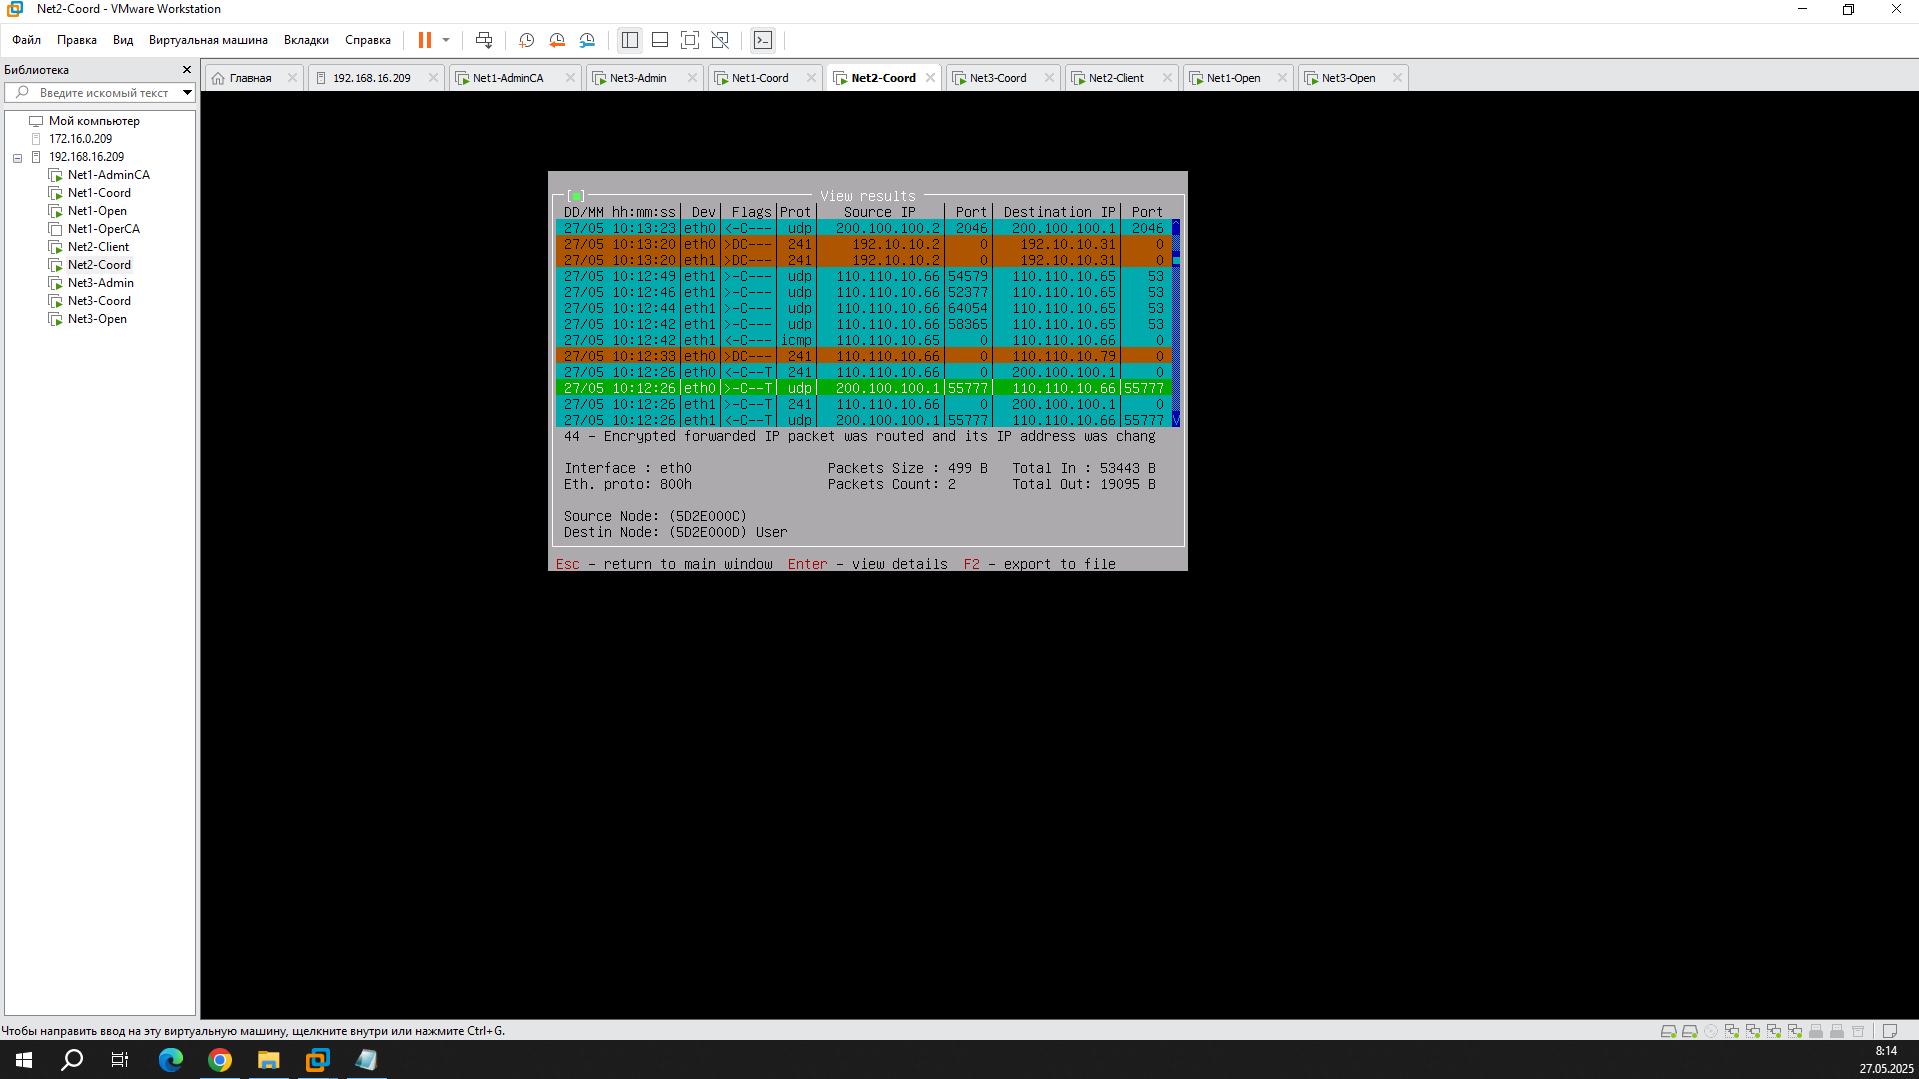 Net2-Coord - VMware Workstation
Файл Правка Вид Виртуальная машина Вкладки Справка
Библиотека
Введите искомый текст
Мой компьютер
172.16.0.209
192.168.16.209
Net1-AdminCA
Net1-Coord
Net1-Open
Net1-OperCA
Net2-Client
Net2-Coord
Net3-Admin
Net3-Coord
Net3-Open
Главная 192.168.16.209 Net1-AdminCA Net3-Admin Net1-Coord Net2-Coord Net3-Coord Net2-Client Net1-Open Net3-Open
View results
DD/MM hh:mm:ss Dev Flags Prot Source IP Port Destination IP Port
27/05 10:13:23 eth0 <-C--- udp 200.100.100.2 2046 200.100.100.1 2046
27/05 10:13:20 eth0 >DC--- 241 192.10.10.2 0 192.10.10.31 0
27/05 10:13:20 eth1 >DC--- 241 192.10.10.2 0 192.10.10.31 0
27/05 10:12:49 eth1 >-C--- udp 110.110.10.66 54579 110.110.10.65 53
27/05 10:12:46 eth1 >-C--- udp 110.110.10.66 52377 110.110.10.65 53
27/05 10:12:44 eth1 >-C--- udp 110.110.10.66 64054 110.110.10.65 53
27/05 10:12:42 eth1 >-C--- udp 110.110.10.66 58365 110.110.10.65 53
27/05 10:12:42 eth1 <-C--- icmp 110.110.10.65 0 110.110.10.66 0
27/05 10:12:33 eth0 >DC--- 241 110.110.10.66 0 110.110.10.79 0
27/05 10:12:26 eth0 <-C--T 241 110.110.10.66 0 200.100.100.1 0
27/05 10:12:26 eth0 >-C--T udp 200.100.100.1 55777 110.110.10.66 55777
27/05 10:12:26 eth1 >-C--T 241 110.110.10.66 0 200.100.100.1 0
27/05 10:12:26 eth1 <-C--T udp 200.100.100.1 55777 110.110.10.66 55777
44 - Encrypted forwarded IP packet was routed and its IP address was chang
Interface : eth0 Packets Size : 499 B Total In : 53443 B
Eth. proto: 800h Packets Count: 2 Total Out: 19095 B
Source Node: (5D2E000C)
Destin Node: (5D2E000D) User
Esc - return to main window Enter - view details F2 - export to file
Чтобы направить ввод на эту виртуальную машину, щелкните внутри или нажмите Ctrl+G.
8:14
27.05.2025